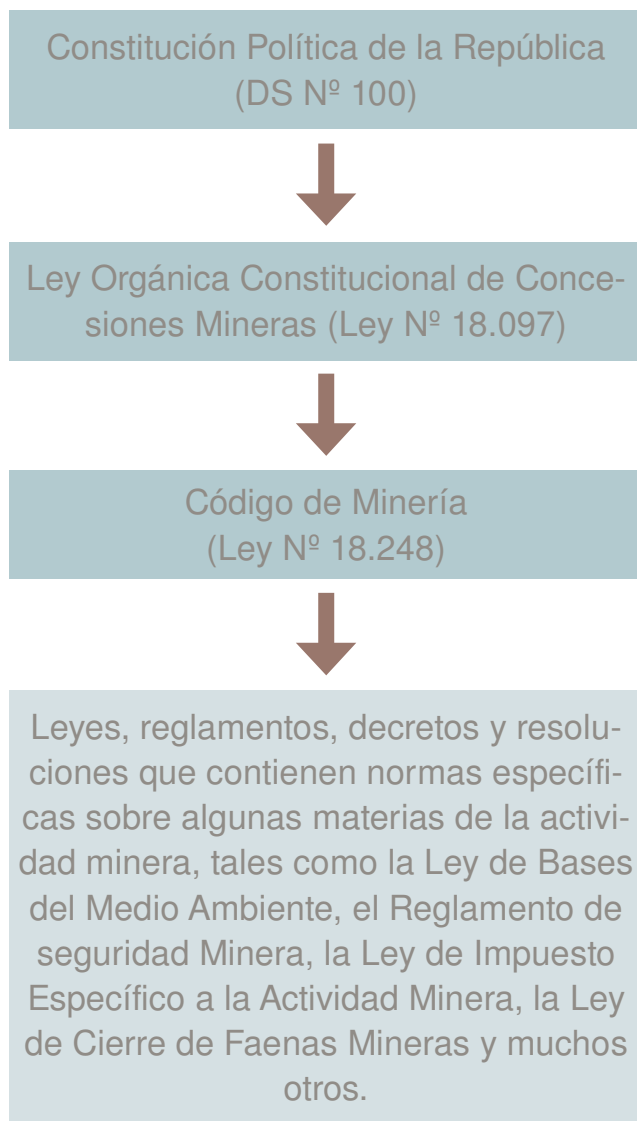 Constitución Política de la República
(DS Nº 100)
Ley Orgánica Constitucional de Conce-
siones Mineras (Ley Nº 18.097)
Código de Minería
(Ley Nº 18.248)
Leyes, reglamentos, decretos y resolu-
ciones que contienen normas específi-
cas sobre algunas materias de la activi-
dad minera, tales como la Ley de Bases
del Medio Ambiente, el Reglamento de
seguridad Minera, la Ley de Impuesto
Específico a la Actividad Minera, la Ley
de Cierre de Faenas Mineras y muchos
otros.